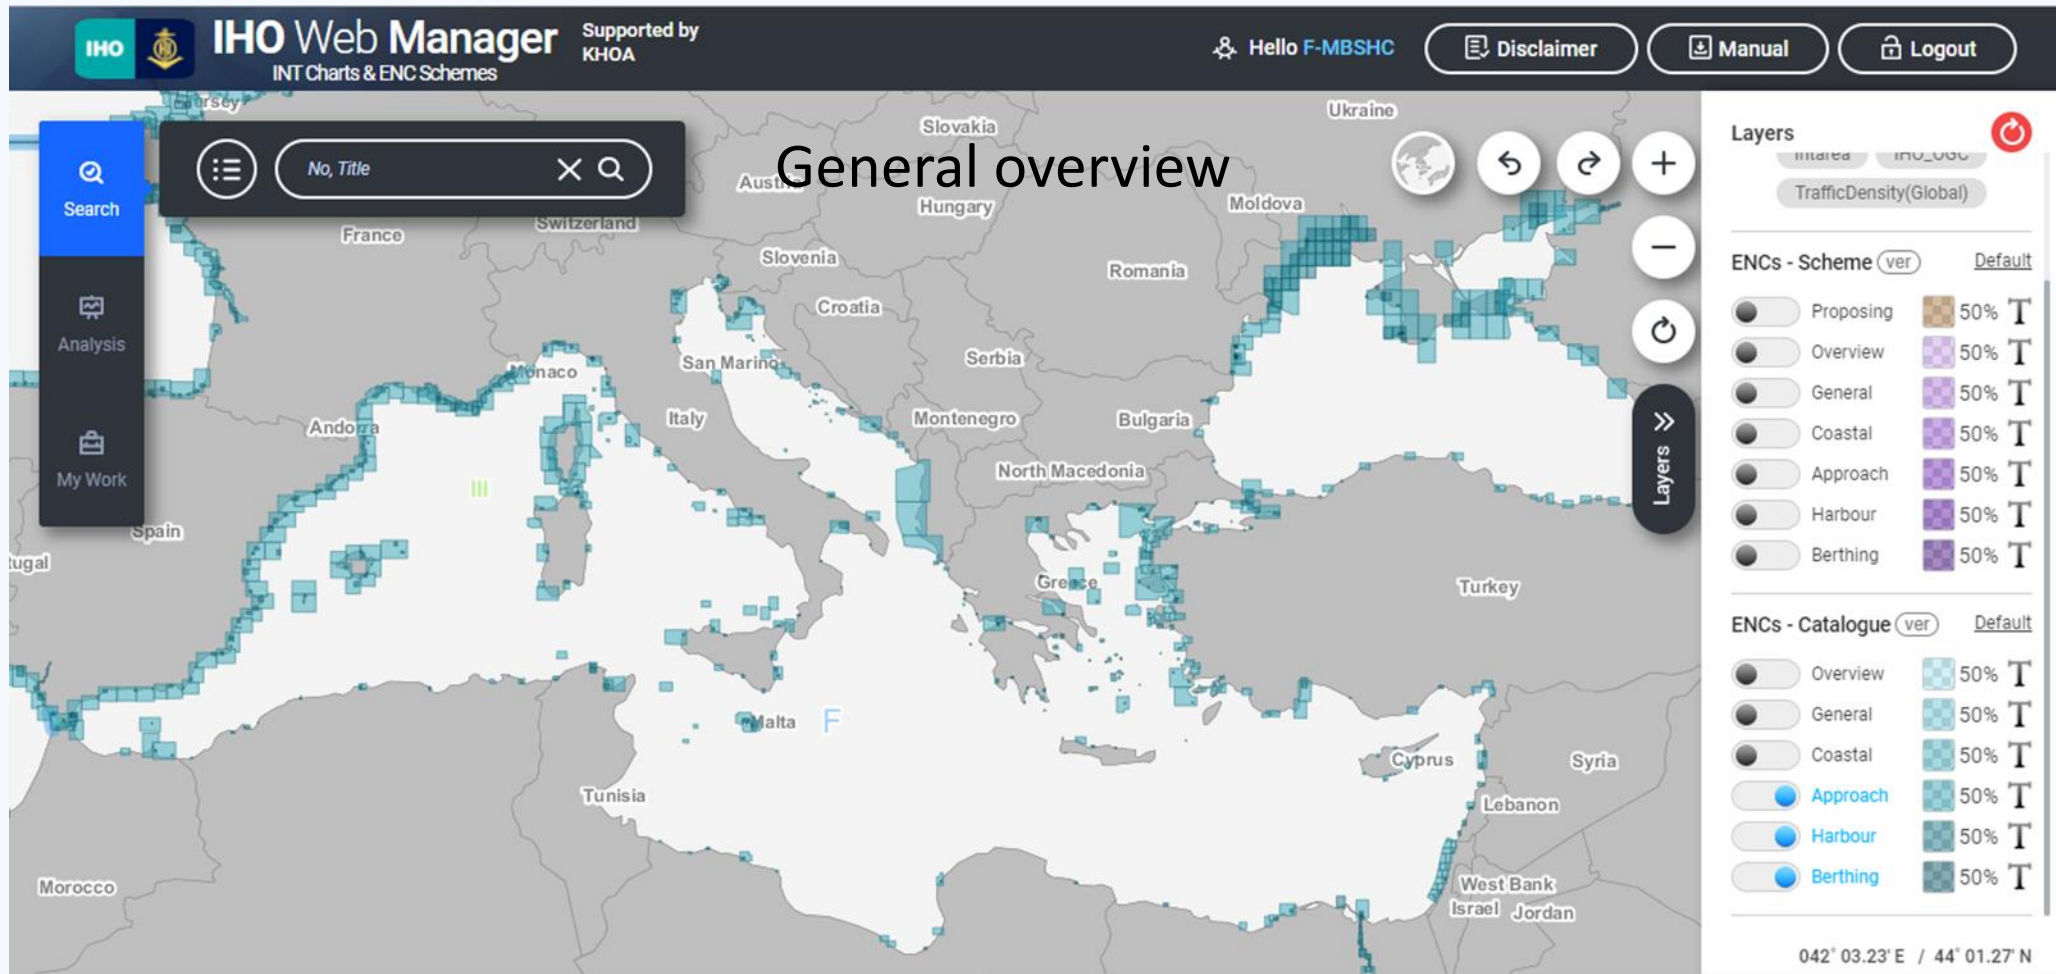 IHO
IHO Web Manager
INT Charts & ENC Schemes
Supported by
KHOA
Hello F-MBSHC
Disclaimer
Manual
Logout
Search
Analysis
My Work
No, Title
General overview
Ukraine
Slovakia
Hungary
Moldova
Switzerland
France
Slovenia
Romania
Croatia
Monaco
San Marino
Serbia
Andorra
Italy
Montenegro
Bulgaria
North Macedonia
III
Spain
tugal
Greece
Turkey
Malta
F
Cyprus
Syria
Tunisia
Lebanon
Morocco
West Bank
Israel
Jordan
Layers
Layers
IHO_OGC
TrafficDensity(Global)
ENCs - Scheme ver Default
Proposing 50% T
Overview 50% T
General 50% T
Coastal 50% T
Approach 50% T
Harbour 50% T
Berthing 50% T
ENCs - Catalogue ver Default
Overview 50% T
General 50% T
Coastal 50% T
Approach 50% T
Harbour 50% T
Berthing 50% T
042° 03.23' E / 44° 01.27' N